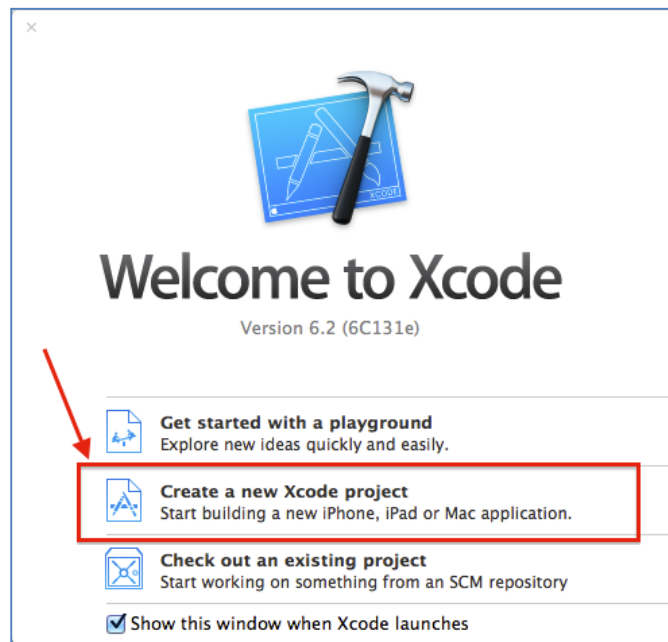 XCODE
Welcome to Xcode
Version 6.2 (6C131e)
Get started with a playground
Explore new ideas quickly and easily.
Create a new Xcode project
Start building a new iPhone, iPad or Mac application.
Check out an existing project
Start working on something from an SCM repository
Show this window when Xcode launches